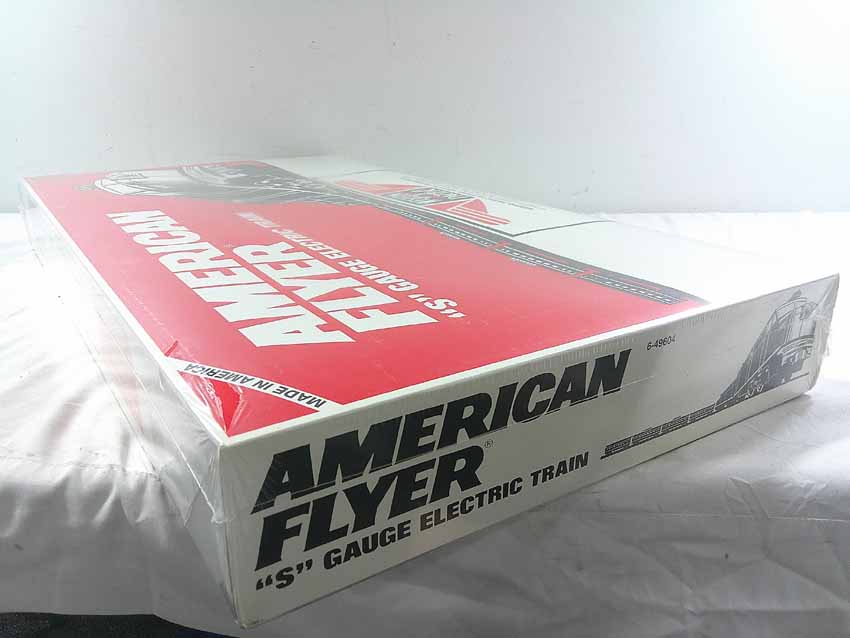 AMERICAN
FLYER®
"S" GAUGE ELECTRIC TRAIN
MADE IN AMERICA
AMERICAN
FLYER®
"S" GAUGE ELECTRIC TRAIN
6-49604